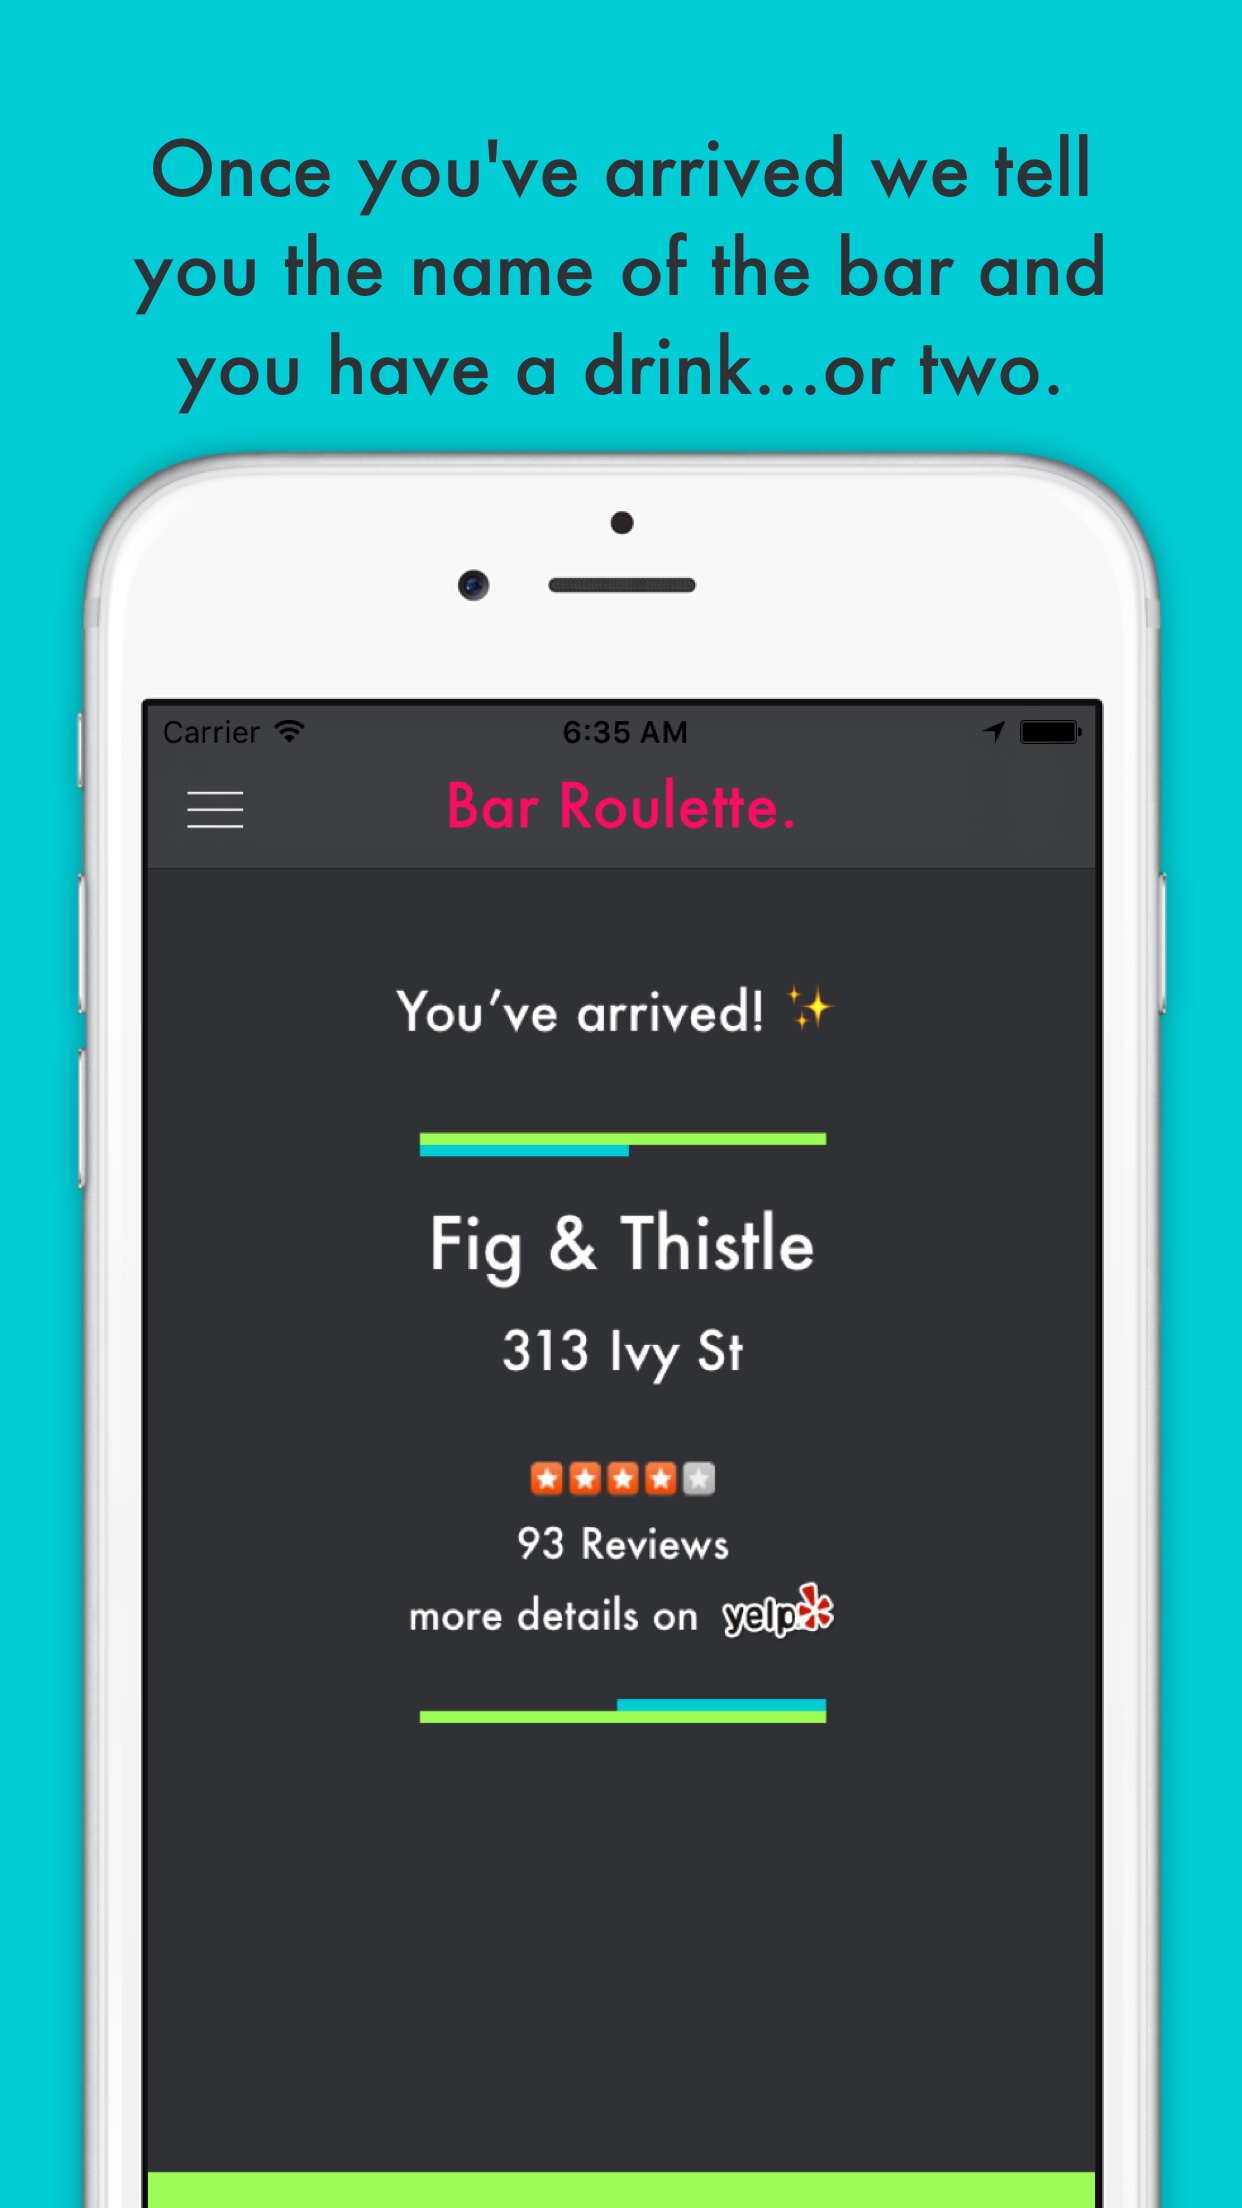 Once you've arrived we tell
you the name of the bar and
you have a drink...or two.
Carrier 6:35 AM
Bar Roulette.
You’ve arrived! ✨
Fig & Thistle
313 Ivy St
93 Reviews
more details on yelp